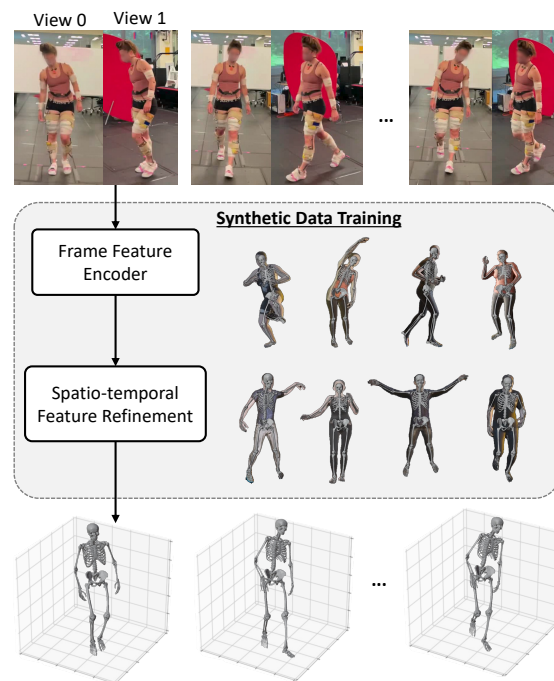 View 0
View 1
...
Synthetic Data Training
Frame Feature
Encoder
Spatio-temporal
Feature Refinement
...